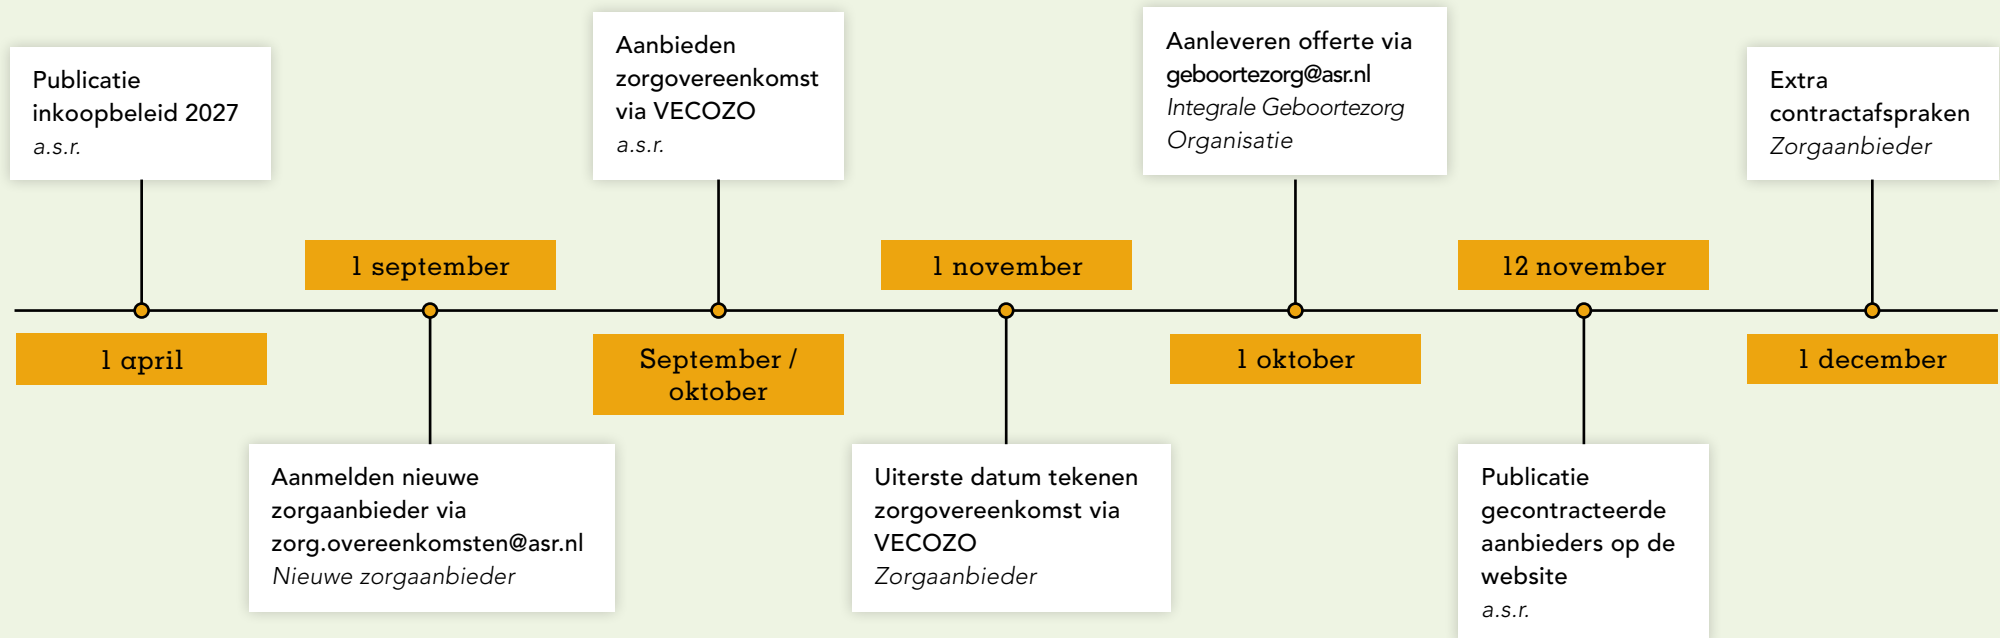 Publicatie
inkoopbeleid 2027
a.s.r.
1 april
1 september
Aanmelden nieuwe
zorgaanbieder via
zorg.overeenkomsten@asr.nl
Nieuwe zorgaanbieder
Aanbieden
zorgovereenkomst
via VECOZO
a.s.r.
September /
oktober
1 november
Uiterste datum tekenen
zorgovereenkomst via
VECOZO
Zorgaanbieder
Aanleveren offerte via
geboortezorg@asr.nl
Integrale Geboortezorg
Organisatie
1 oktober
12 november
Publicatie
gecontracteerde
aanbieders op de
website
a.s.r.
Extra
contractafspraken
Zorgaanbieder
1 december